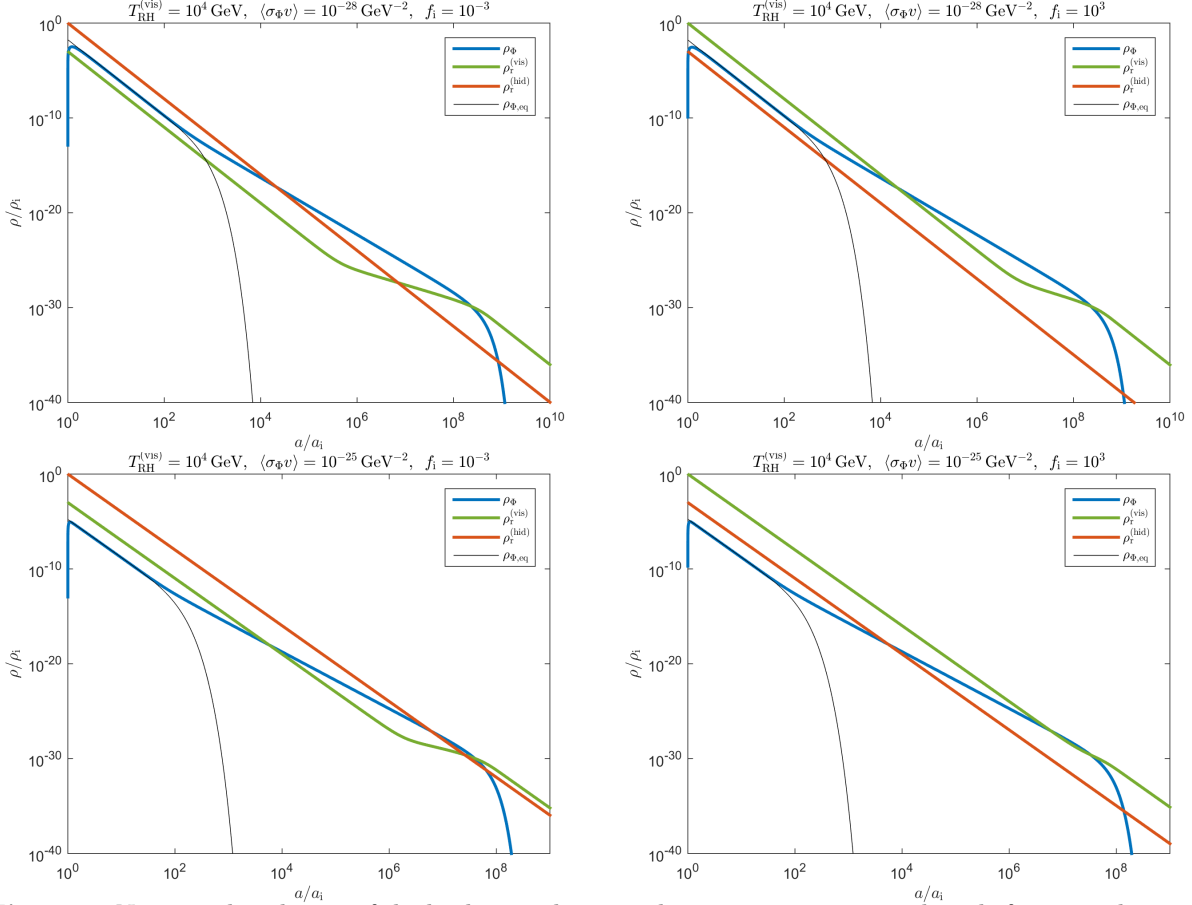 T_RH^(vis) = 10^4 GeV, ⟨σ_Φ v⟩ = 10^−28 GeV^−2, f_i = 10^−3
ρ/ρ_i
10^0
10^-10
10^-20
10^-30
10^-40
ρ_Φ
ρ_r^(vis)
ρ_r^(hid)
ρ_Φ,eq
10^0 10^2 10^4 10^6 10^8 10^10
a/a_i
T_RH^(vis) = 10^4 GeV, ⟨σ_Φ v⟩ = 10^−28 GeV^−2, f_i = 10^3
ρ/ρ_i
10^0
10^-10
10^-20
10^-30
10^-40
ρ_Φ
ρ_r^(vis)
ρ_r^(hid)
ρ_Φ,eq
10^0 10^2 10^4 10^6 10^8 10^10
a/a_i
T_RH^(vis) = 10^4 GeV, ⟨σ_Φ v⟩ = 10^−25 GeV^−2, f_i = 10^−3
ρ/ρ_i
10^0
10^-10
10^-20
10^-30
10^-40
ρ_Φ
ρ_r^(vis)
ρ_r^(hid)
ρ_Φ,eq
10^0 10^2 10^4 10^6 10^8
a/a_i
T_RH^(vis) = 10^4 GeV, ⟨σ_Φ v⟩ = 10^−25 GeV^−2, f_i = 10^3
ρ/ρ_i
10^0
10^-10
10^-20
10^-30
10^-40
ρ_Φ
ρ_r^(vis)
ρ_r^(hid)
ρ_Φ,eq
10^0 10^2 10^4 10^6 10^8
a/a_i